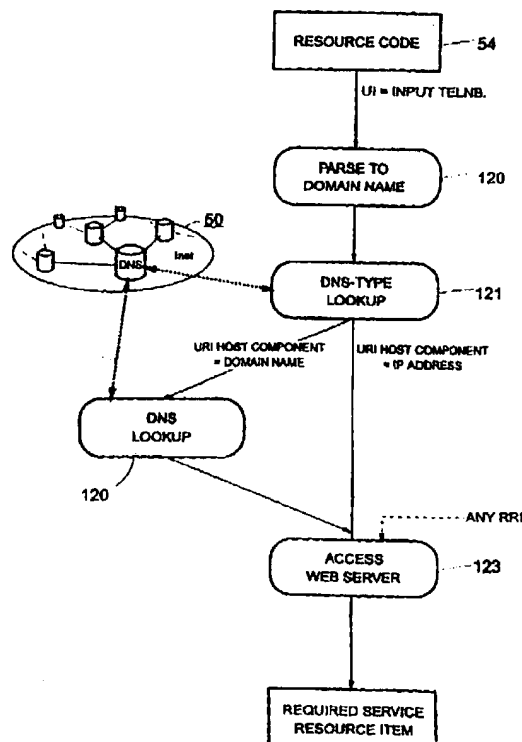 RESOURCE CODE
54
UI = INPUT TELNB.
PARSE TO
DOMAIN NAME
120
50
Inet
DNS
DNS-TYPE
LOOKUP
121
URI HOST COMPONENT
= DOMAIN NAME
URI HOST COMPONENT
= IP ADDRESS
DNS
LOOKUP
120
ANY RRI
ACCESS
WEB SERVER
123
REQUIRED SERVICE
RESOURCE ITEM